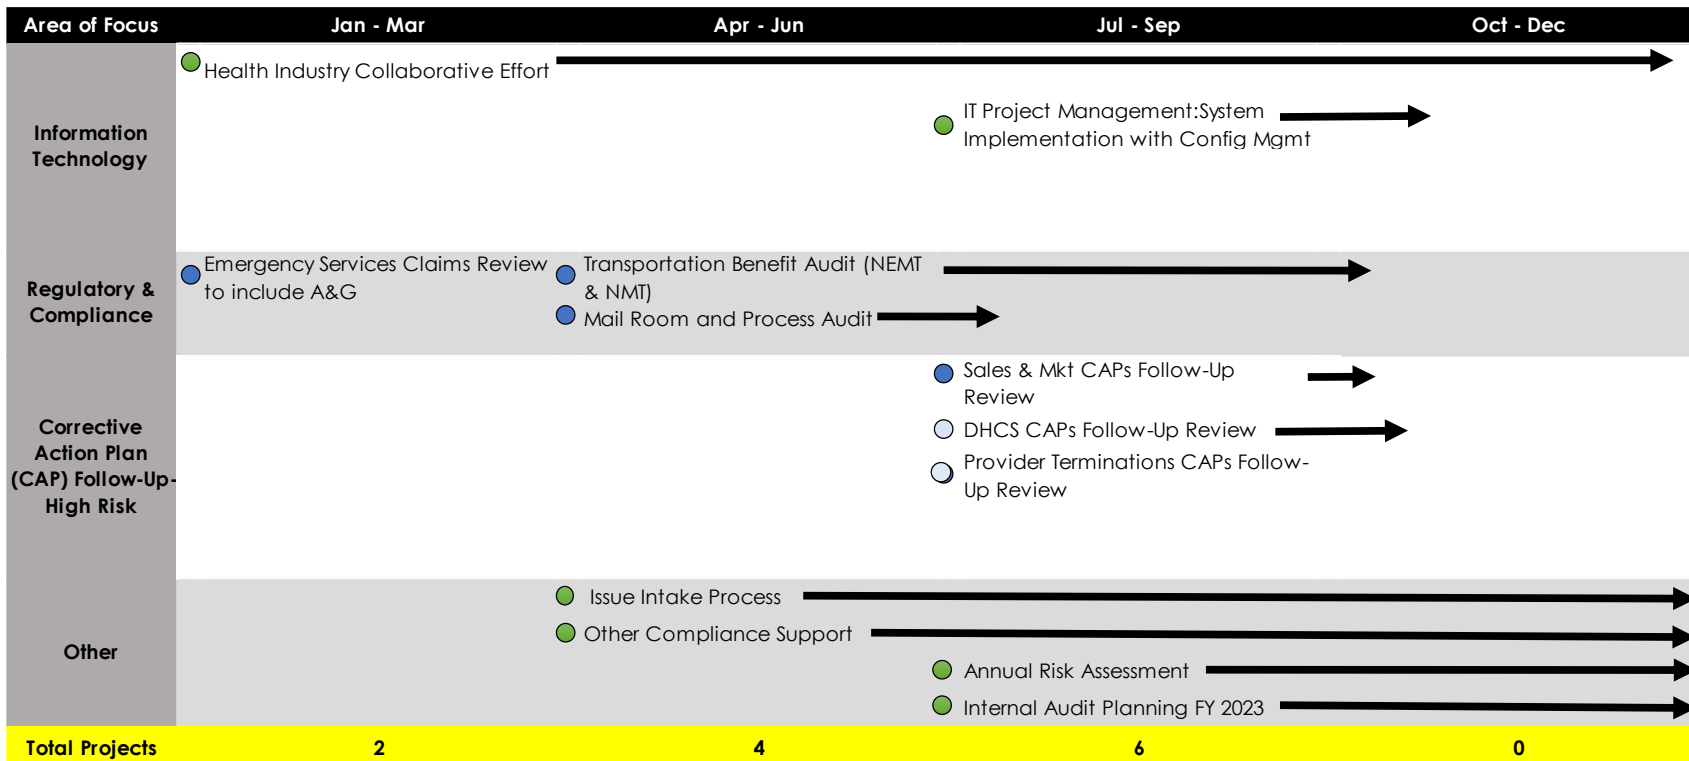 Area of Focus Jan - Mar Apr - Jun Jul - Sep Oct - Dec
Information
Technology
Health Industry Collaborative Effort
IT Project Management:System
Implementation with Config Mgmt
Regulatory &
Compliance
Emergency Services Claims Review
to include A&G
Transportation Benefit Audit (NEMT
& NMT)
Mail Room and Process Audit
Corrective
Action Plan
(CAP) Follow-Up-
High Risk
Sales & Mkt CAPs Follow-Up
Review
DHCS CAPs Follow-Up Review
Provider Terminations CAPs Follow-
Up Review
Other
Issue Intake Process
Other Compliance Support
Annual Risk Assessment
Internal Audit Planning FY 2023
Total Projects 2 4 6 0